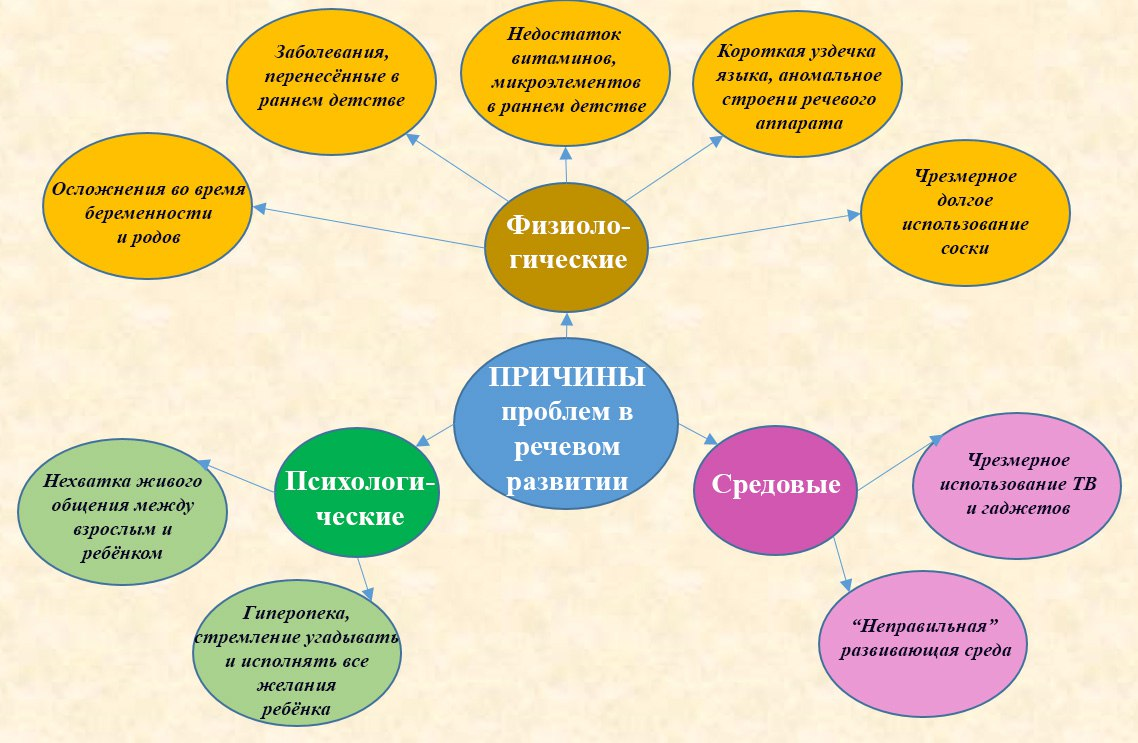 Заболевания,
перенесённые в
раннем детстве
Недостаток
витаминов,
микроэлементов
в раннем детстве
Короткая уздечка
языка, аномальное
строени речевого
аппарата
Осложнения во время
беременности
и родов
Чрезмерное
долгое
использование
соски
Физиоло-
гические
ПРИЧИНЫ
проблем в
речевом
развитии
Психологи-
ческие
Средовые
Нехватка живого
общения между
взрослым и
ребёнком
Чрезмерное
использование ТВ
и гаджетов
Гиперопека,
стремление угадывать
и исполнять все
желания
ребёнка
“Неправильная”
развивающая среда